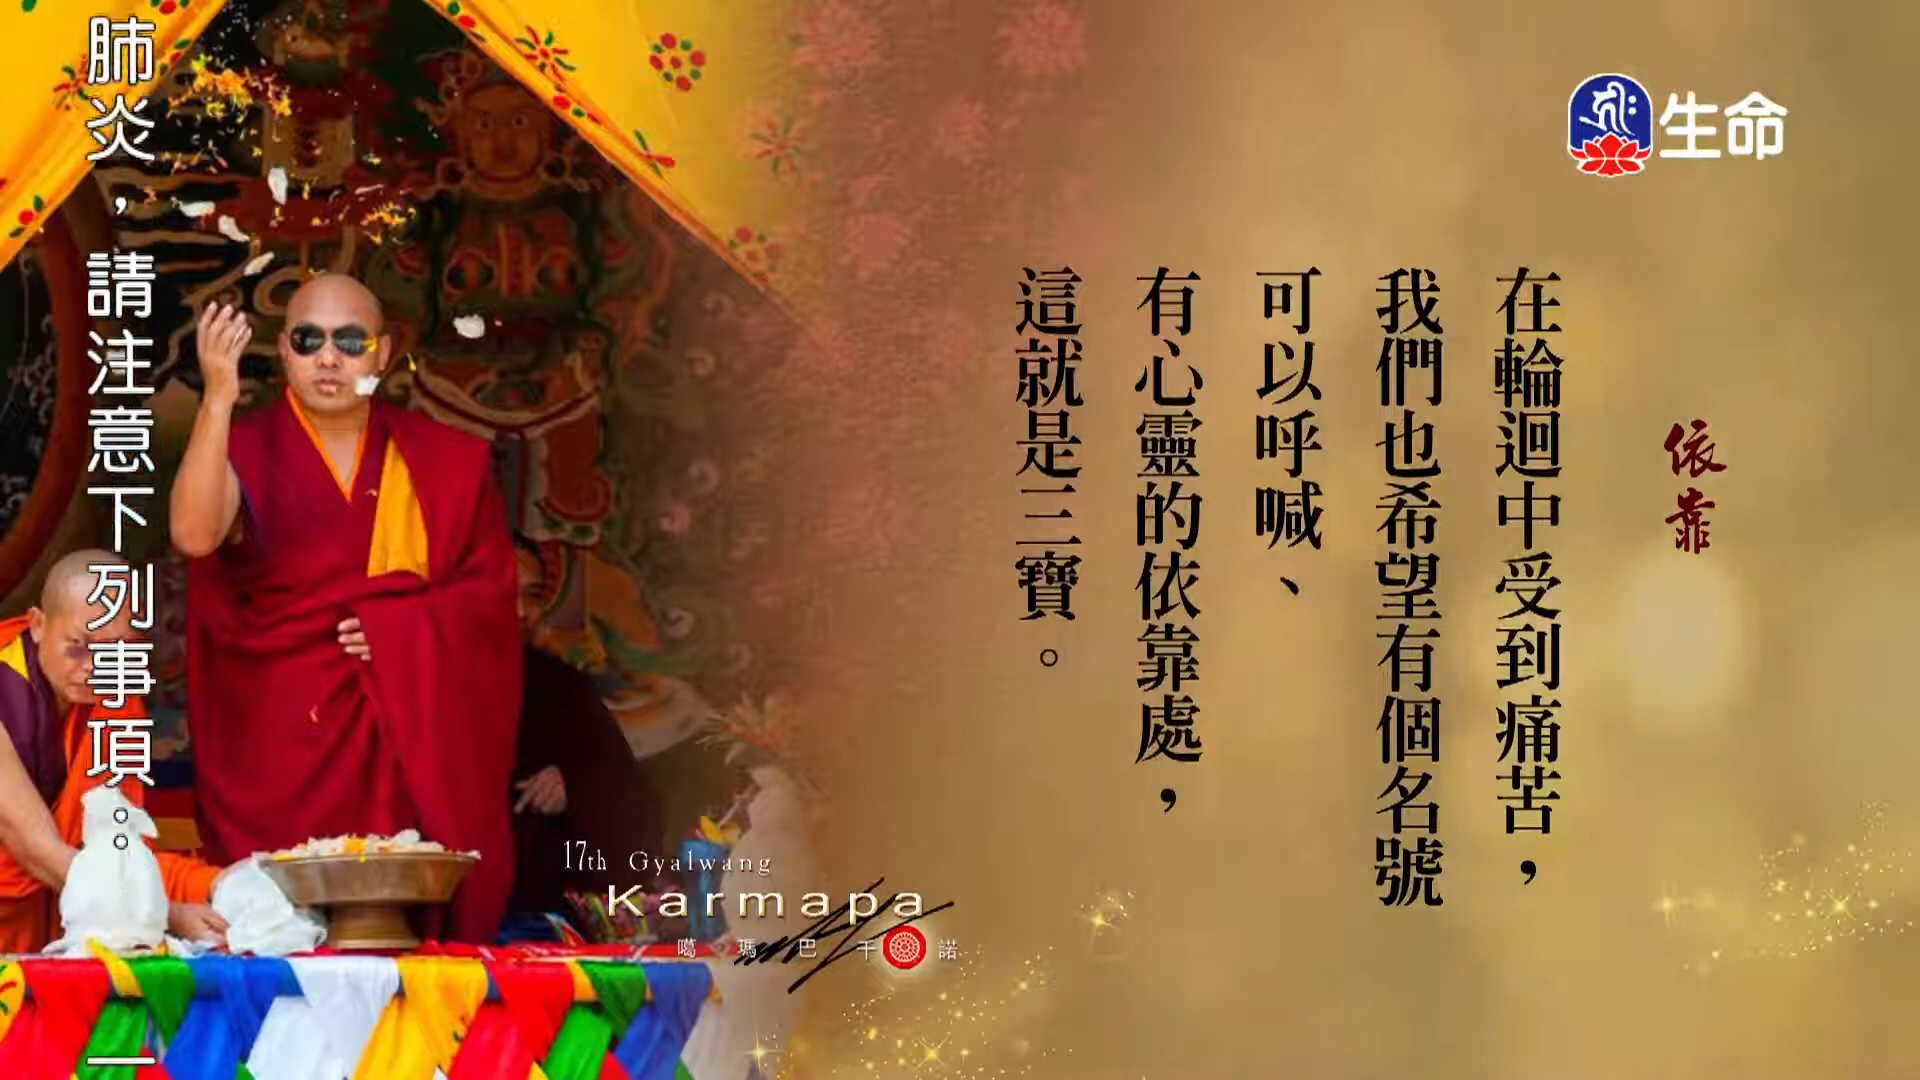 生命
依靠
在輪迴中受到痛苦，
我們也希望有個名號
可以呼喊、
有心靈的依靠處，
這就是三寶。
肺炎，請注意下列事項：一
17th Gyalwang
Karmapa
噶瑪巴千諾